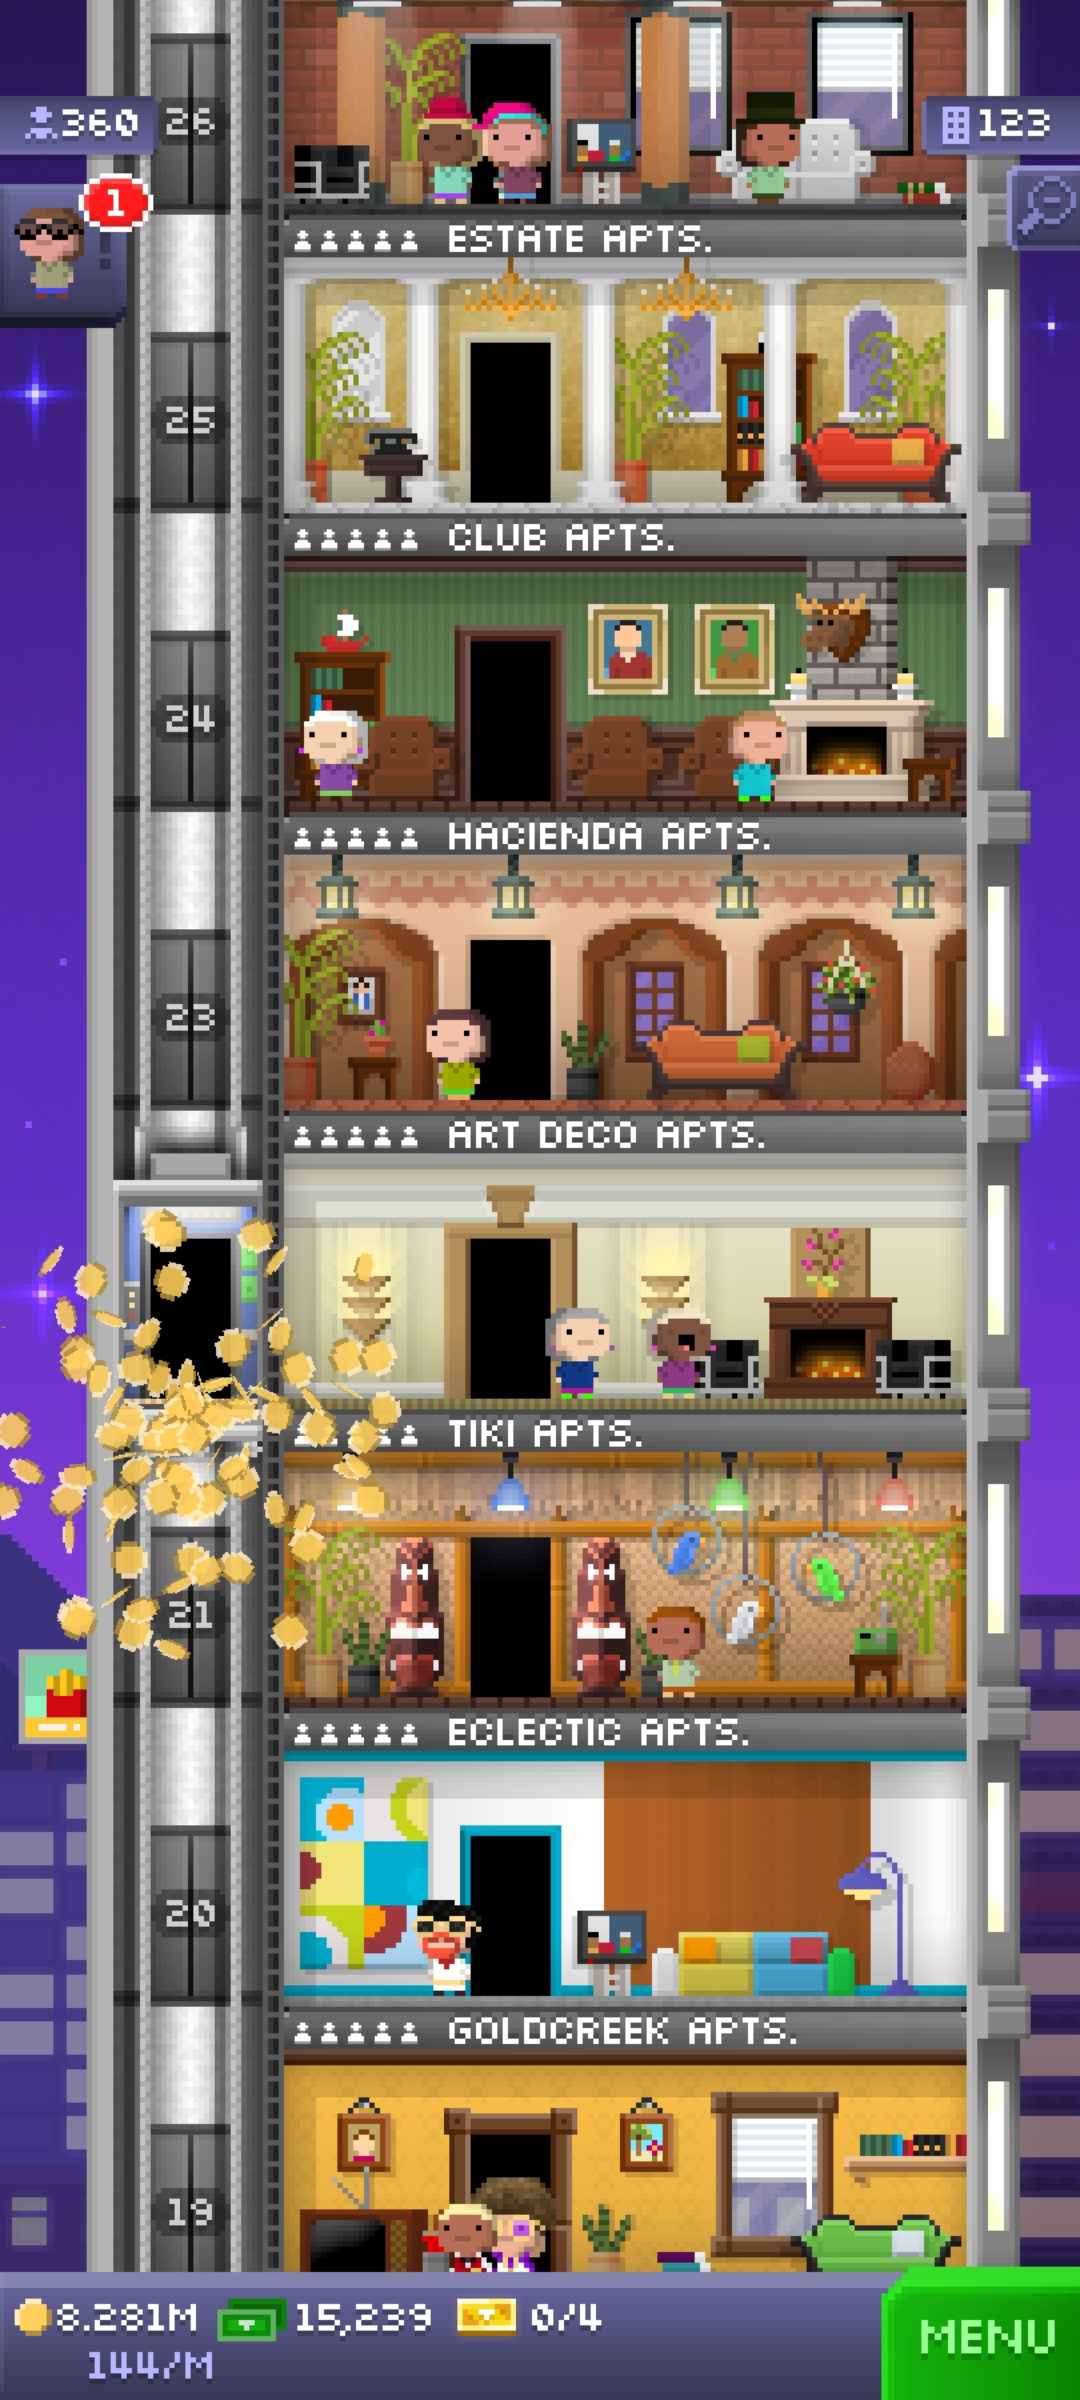 360
26
123
1
ESTATE APTS.
25
CLUB APTS.
24
HACIENDA APTS.
23
ART DECO APTS.
TIKI APTS.
21
ECLECTIC APTS.
20
GOLDCREEK APTS.
19
8.281M 15,239 0/4
144/M
MENU